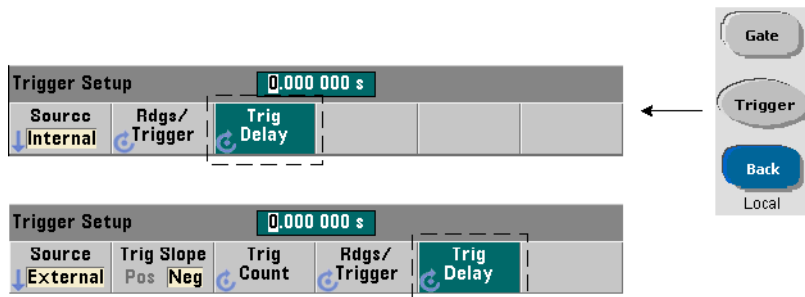 Trigger Setup 0.000 000 s
Source Rdgs/ Trig
Internal Trigger Delay
Gate
Trigger
Back
Local
Trigger Setup 0.000 000 s
Source Trig Slope Trig Rdgs/ Trig
External Pos Neg Count Trigger Delay